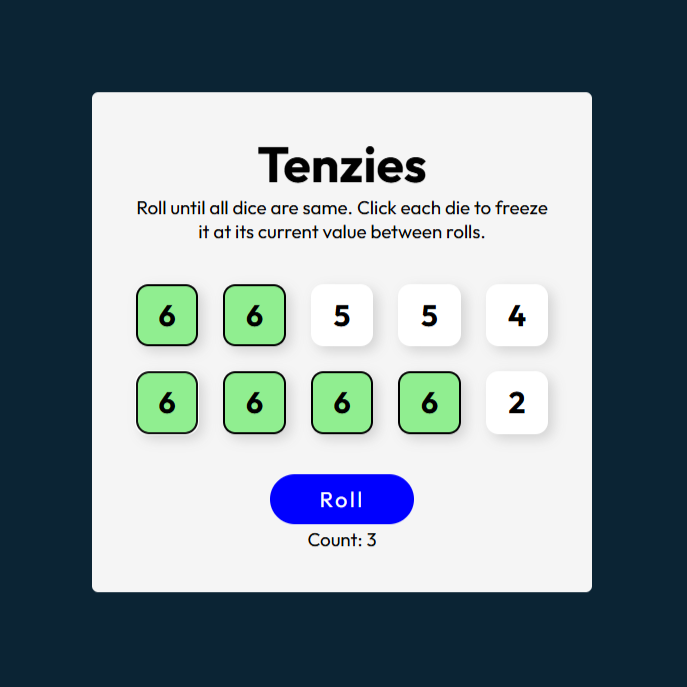 Tenzies
Roll until all dice are same. Click each die to freeze
it at its current value between rolls.
6 6 5 5 4
6 6 6 6 2
Roll
Count: 3